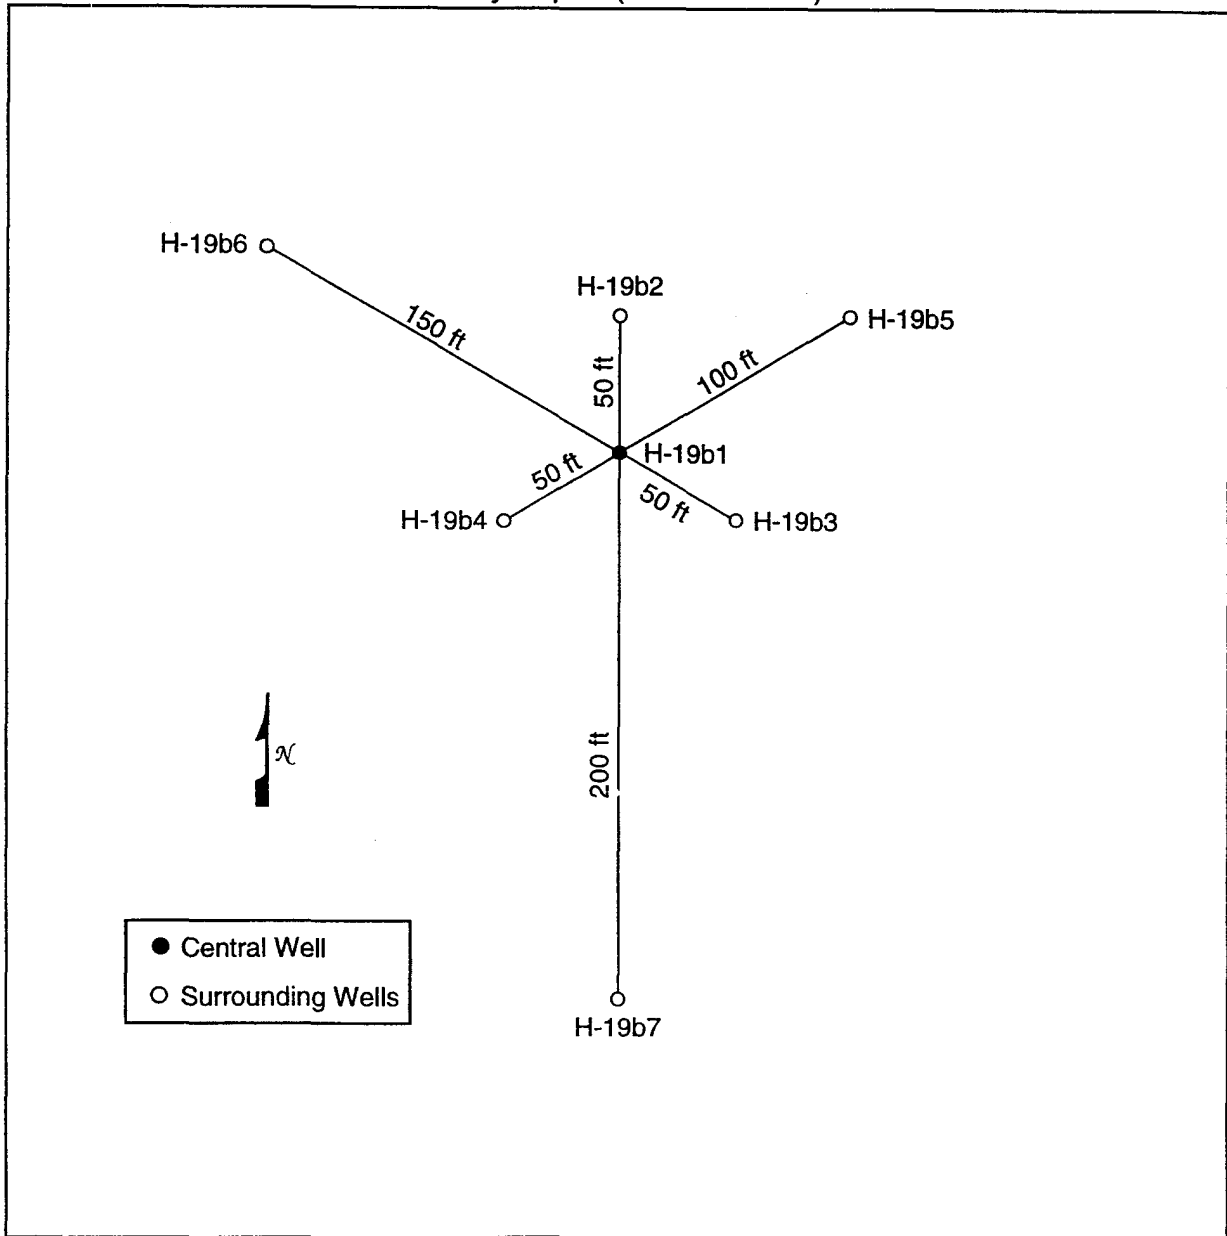 H-19b6
H-19b2
H-19b5
150 ft
50 ft
100 ft
H-19b1
50 ft
50 ft
H-19b4
H-19b3
200 ft
N
Central Well
Surrounding Wells
H-19b7